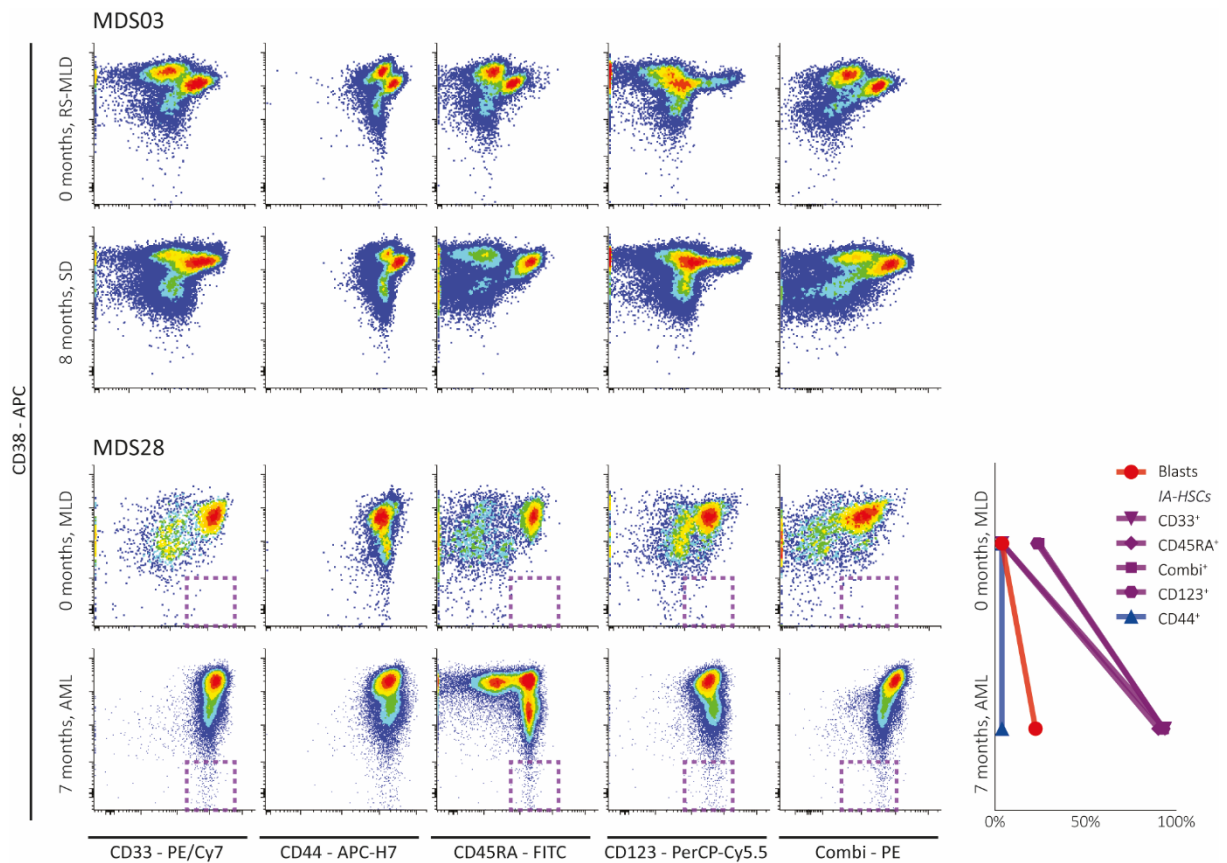 MDS03
CD38 - APC
0 months, RS-MLD
8 months, SD
MDS28
0 months, MLD
7 months, AML
CD33 - PE/Cy7
CD44 - APC-H7
CD45RA - FITC
CD123 - PerCP-Cy5.5
Combi - PE
0 months, MLD
7 months, AML
0%
50%
100%
Blasts
IA-HSCs
CD33⁺
CD45RA⁺
Combi⁺
CD123⁺
CD44⁺